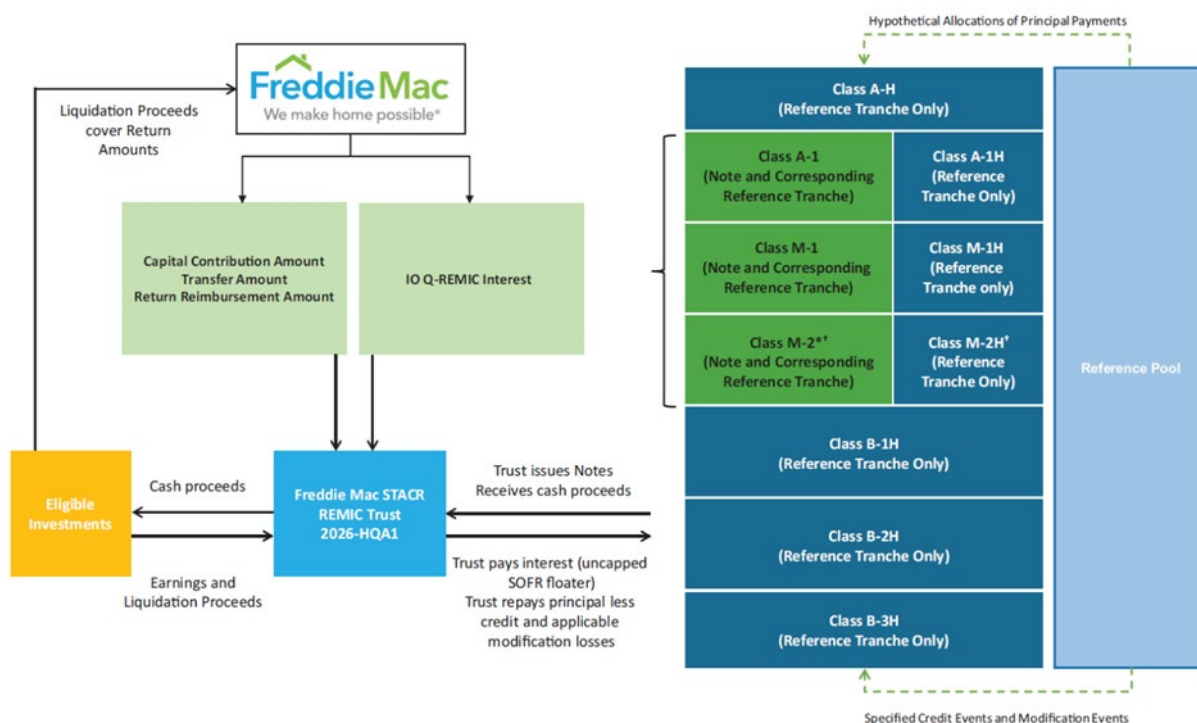 Hypothetical Allocations of Principal Payments
Freddie Mac
We make home possible®
Liquidation Proceeds
cover Return
Amounts
Capital Contribution Amount
Transfer Amount
Return Reimbursement Amount
IO Q-REMIC Interest
Eligible
Investments
Cash proceeds
Earnings and
Liquidation Proceeds
Freddie Mac STACR
REMIC Trust
2026-HQA1
Trust issues Notes
Receives cash proceeds
Trust pays interest (uncapped
SOFR floater)
Trust repays principal less
credit and applicable
modification losses
Class A-H
(Reference Tranche Only)
Class A-1
(Note and Corresponding
Reference Tranche)
Class A-1H
(Reference
Tranche Only)
Class M-1
(Note and Corresponding
Reference Tranche)
Class M-1H
(Reference
Tranche only)
Class M-2*†
(Note and Corresponding
Reference Tranche)
Class M-2H†
(Reference
Tranche Only)
Class B-1H
(Reference Tranche Only)
Class B-2H
(Reference Tranche Only)
Class B-3H
(Reference Tranche Only)
Reference Pool
Specified Credit Events and Modification Events